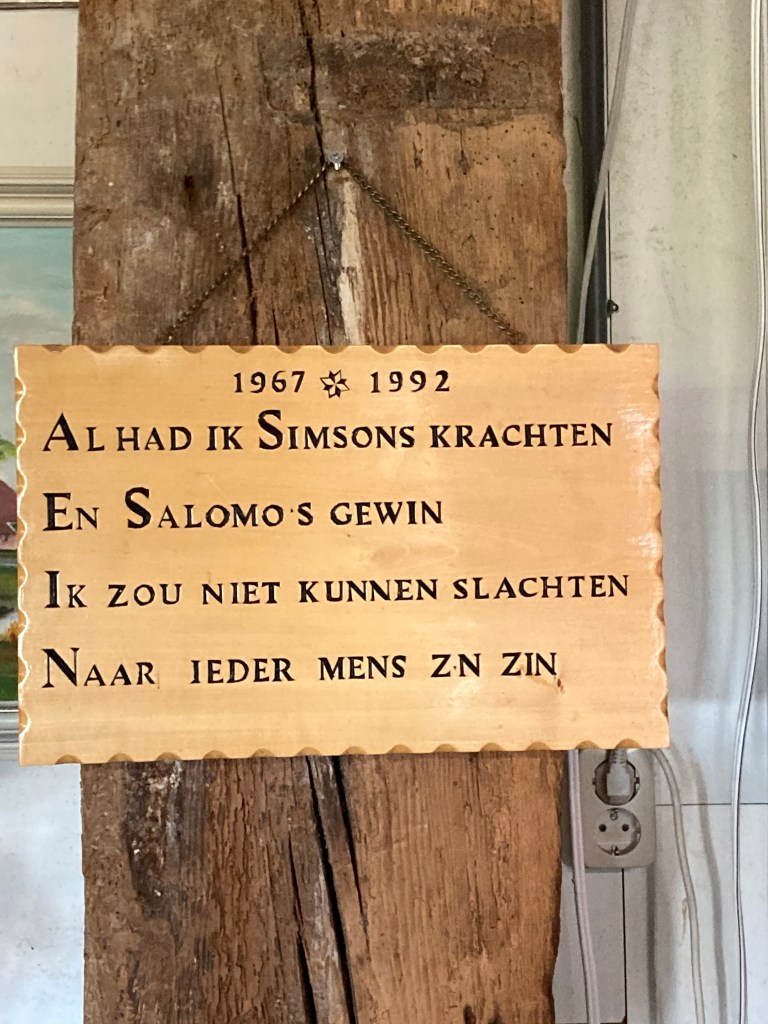 1967 ✡ 1992
AL HAD IK SIMSONS KRACHTEN
EN SALOMO'S GEWIN
IK ZOU NIET KUNNEN SLACHTEN
NAAR IEDER MENS Z'N ZIN